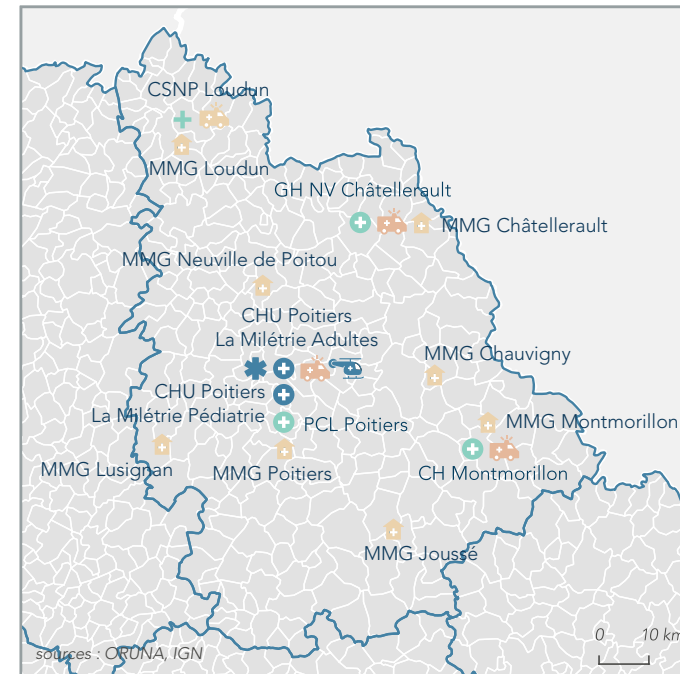 CSNP Loudun
MMG Loudun
GH NV Châtellerault
MMG Châtellerault
MMG Neuville de Poitou
CHU Poitiers
La Milétrie Adultes
MMG Chauvigny
CHU Poitiers
La Milétrie Pédiatrie
PCL Poitiers
MMG Montmorillon
MMG Lusignan
MMG Poitiers
CH Montmorillon
MMG Joussé
0 10 km
sources : ORUNA, IGN